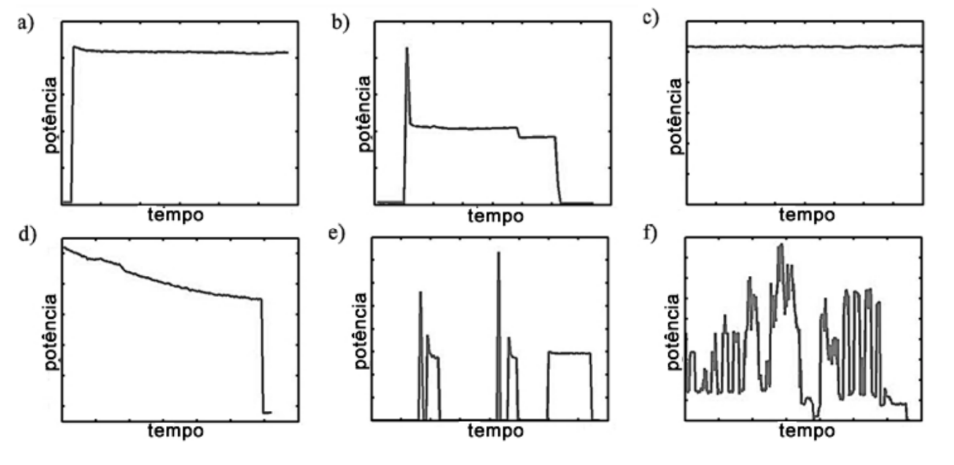 a)
potência
tempo
b)
potência
tempo
c)
potência
tempo
d)
potência
tempo
e)
potência
tempo
f)
potência
tempo